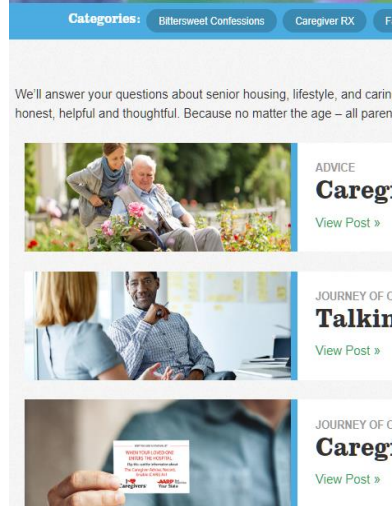 Categories: Bittersweet Confessions Caregiver RX
We'll answer your questions about senior housing, lifestyle, and
honest, helpful and thoughtful. Because no matter the age – all
ADVICE
View Post »
JOURNEY OF
View Post »
WHEN YOUR LOVED ONE
ENTERS THE HOSPITAL
Caregivers AARP
Your State
JOURNEY OF
View Post »